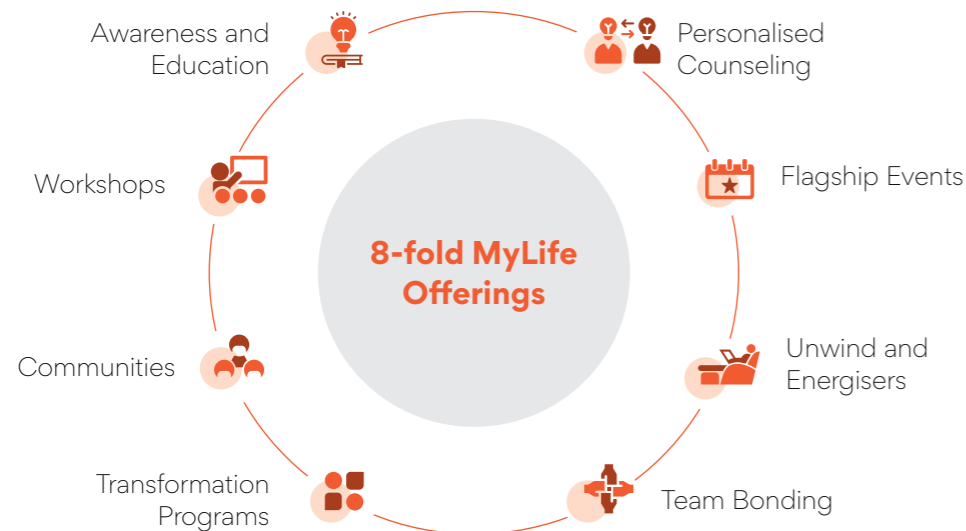 Awareness and
Education
Personalised
Counseling
Workshops
Flagship Events
8-fold MyLife
Offerings
Communities
Unwind and
Energisers
Transformation
Programs
Team Bonding